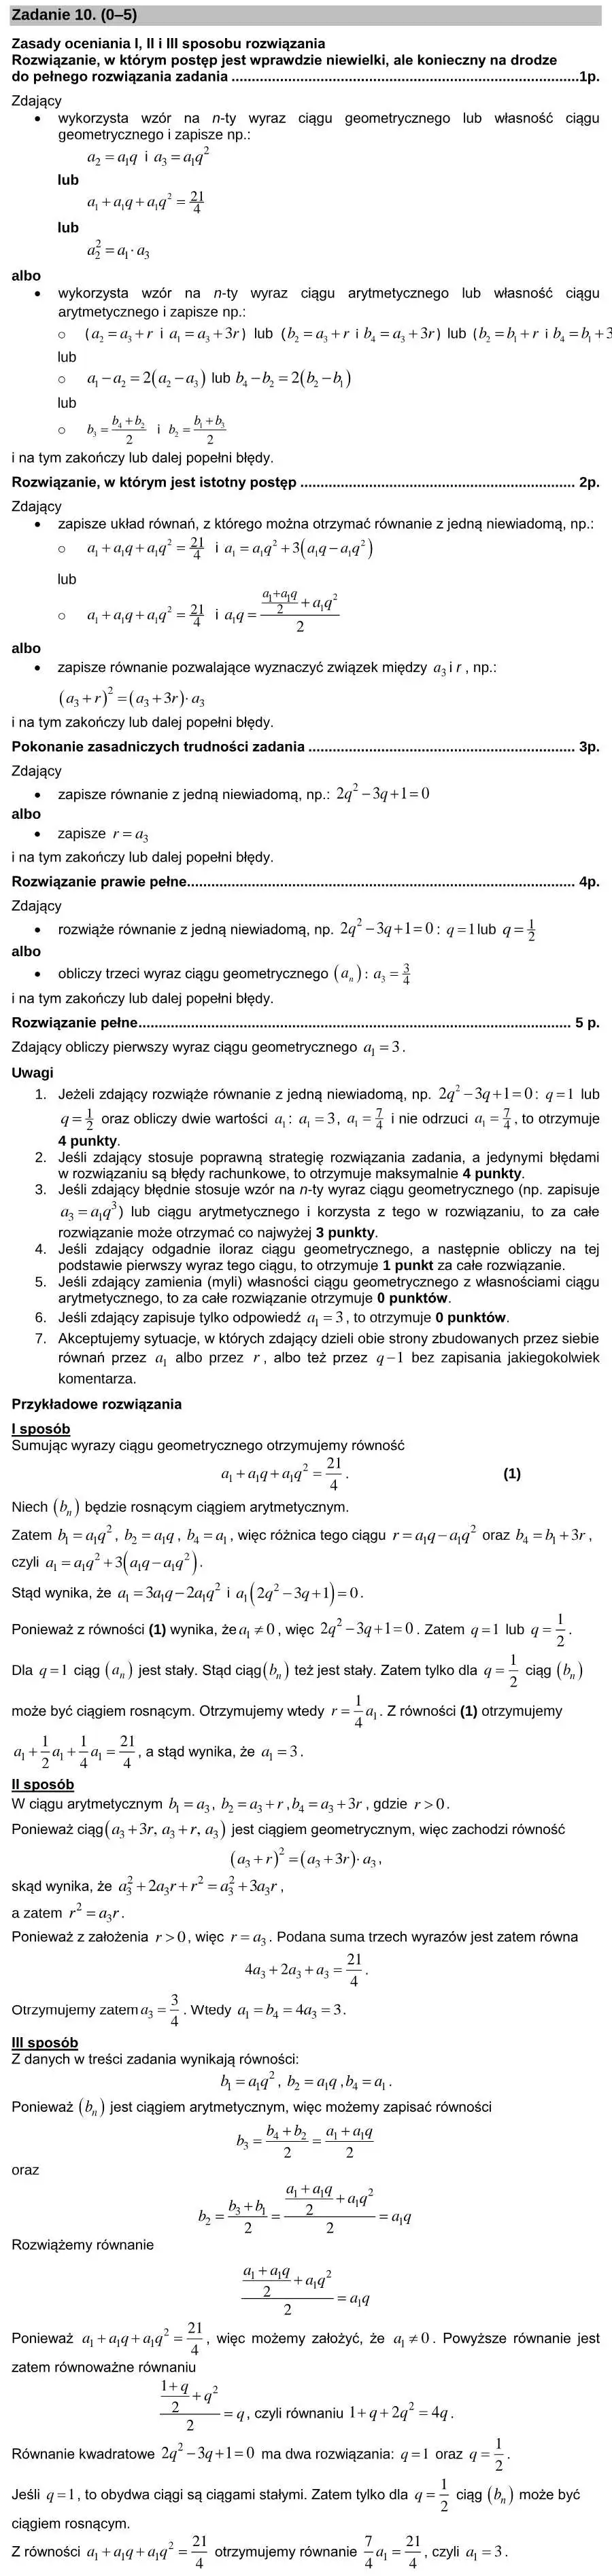 Zadanie 10. (0–5)
Zasady oceniania I, II i III sposobu rozwiązania
Rozwiązanie, w którym postęp jest wprawdzie niewielki, ale konieczny na drodze
do pełnego rozwiązania zadania ......................................................................................1p.
Zdający
• wykorzysta wzór na n-ty wyraz ciągu geometrycznego lub własność ciągu
geometrycznego i zapisze np.:
a₂ = a₁q i a₃ = a₁q²
lub
a₁ + a₁q + a₁q² = 21/4
lub
a₂² = a₁ · a₃
albo
• wykorzysta wzór na n-ty wyraz ciągu arytmetycznego lub własność ciągu
arytmetycznego i zapisze np.:
○ (a₂ = a₃ + r i a₁ = a₃ + 3r) lub (b₂ = a₃ + r i b₄ = a₃ + 3r) lub (b₂ = b₁ + r i b₄ = b₁ + 3
lub
○ a₁ − a₂ = 2(a₂ − a₃) lub b₄ − b₂ = 2(b₂ − b₁)
lub
○ b₃ = (b₄ + b₂)/2 i b₂ = (b₁ + b₃)/2
i na tym zakończy lub dalej popełni błędy.
Rozwiązanie, w którym jest istotny postęp .................................................................... 2p.
Zdający
• zapisze układ równań, z którego można otrzymać równanie z jedną niewiadomą, np.:
○ a₁ + a₁q + a₁q² = 21/4 i a₁ = a₁q² + 3(a₁q − a₁q²)
lub
○ a₁ + a₁q + a₁q² = 21/4 i a₁q = ((a₁+a₁q)/2 + a₁q²)/2
albo
• zapisze równanie pozwalające wyznaczyć związek między a₃ i r , np.:
(a₃ + r)² = (a₃ + 3r) · a₃
i na tym zakończy lub dalej popełni błędy.
Pokonanie zasadniczych trudności zadania .................................................................. 3p.
Zdający
• zapisze równanie z jedną niewiadomą, np.: 2q² − 3q + 1 = 0
albo
• zapisze r = a₃
i na tym zakończy lub dalej popełni błędy.
Rozwiązanie prawie pełne................................................................................................ 4p.
Zdający
• rozwiąże równanie z jedną niewiadomą, np. 2q² − 3q + 1 = 0 : q = 1 lub q = 1/2
albo
• obliczy trzeci wyraz ciągu geometrycznego (aₙ) : a₃ = 3/4
i na tym zakończy lub dalej popełni błędy.
Rozwiązanie pełne........................................................................................................... 5 p.
Zdający obliczy pierwszy wyraz ciągu geometrycznego a₁ = 3 .
Uwagi
1. Jeżeli zdający rozwiąże równanie z jedną niewiadomą, np. 2q² − 3q + 1 = 0 : q = 1 lub
q = 1/2 oraz obliczy dwie wartości a₁ : a₁ = 3 , a₁ = 7/4 i nie odrzuci a₁ = 7/4 , to otrzymuje
4 punkty.
2. Jeśli zdający stosuje poprawną strategię rozwiązania zadania, a jedynymi błędami
w rozwiązaniu są błędy rachunkowe, to otrzymuje maksymalnie 4 punkty.
3. Jeśli zdający błędnie stosuje wzór na n-ty wyraz ciągu geometrycznego (np. zapisuje
a₃ = a₁q³) lub ciągu arytmetycznego i korzysta z tego w rozwiązaniu, to za całe
rozwiązanie może otrzymać co najwyżej 3 punkty.
4. Jeśli zdający odgadnie iloraz ciągu geometrycznego, a następnie obliczy na tej
podstawie pierwszy wyraz tego ciągu, to otrzymuje 1 punkt za całe rozwiązanie.
5. Jeśli zdający zamienia (myli) własności ciągu geometrycznego z własnościami ciągu
arytmetycznego, to za całe rozwiązanie otrzymuje 0 punktów.
6. Jeśli zdający zapisuje tylko odpowiedź a₁ = 3 , to otrzymuje 0 punktów.
7. Akceptujemy sytuacje, w których zdający dzieli obie strony zbudowanych przez siebie
równań przez a₁ albo przez r , albo też przez q − 1 bez zapisania jakiegokolwiek
komentarza.
Przykładowe rozwiązania
I sposób
Sumując wyrazy ciągu geometrycznego otrzymujemy równość
a₁ + a₁q + a₁q² = 21/4 . (1)
Niech (bₙ) będzie rosnącym ciągiem arytmetycznym.
Zatem b₁ = a₁q² , b₂ = a₁q , b₄ = a₁ , więc różnica tego ciągu r = a₁q − a₁q² oraz b₄ = b₁ + 3r ,
czyli a₁ = a₁q² + 3(a₁q − a₁q²) .
Stąd wynika, że a₁ = 3a₁q − 2a₁q² i a₁(2q² − 3q + 1) = 0 .
Ponieważ z równości (1) wynika, że a₁ ≠ 0 , więc 2q² − 3q + 1 = 0 . Zatem q = 1 lub q = 1/2 .
Dla q = 1 ciąg (aₙ) jest stały. Stąd ciąg (bₙ) też jest stały. Zatem tylko dla q = 1/2 ciąg (bₙ)
może być ciągiem rosnącym. Otrzymujemy wtedy r = 1/4 a₁ . Z równości (1) otrzymujemy
a₁ + 1/2 a₁ + 1/4 a₁ = 21/4 , a stąd wynika, że a₁ = 3 .
II sposób
W ciągu arytmetycznym b₁ = a₃ , b₂ = a₃ + r , b₄ = a₃ + 3r , gdzie r > 0 .
Ponieważ ciąg (a₃ + 3r, a₃ + r, a₃) jest ciągiem geometrycznym, więc zachodzi równość
(a₃ + r)² = (a₃ + 3r) · a₃ ,
skąd wynika, że a₃² + 2a₃r + r² = a₃² + 3a₃r ,
a zatem r² = a₃r .
Ponieważ z założenia r > 0 , więc r = a₃ . Podana suma trzech wyrazów jest zatem równa
4a₃ + 2a₃ + a₃ = 21/4 .
Otrzymujemy zatem a₃ = 3/4 . Wtedy a₁ = b₄ = 4a₃ = 3 .
III sposób
Z danych w treści zadania wynikają równości:
b₁ = a₁q² , b₂ = a₁q , b₄ = a₁ .
Ponieważ (bₙ) jest ciągiem arytmetycznym, więc możemy zapisać równości
b₃ = (b₄ + b₂)/2 = (a₁ + a₁q)/2
oraz
b₂ = (b₃ + b₁)/2 = ((a₁ + a₁q)/2 + a₁q²)/2 = a₁q
Rozwiążemy równanie
((a₁ + a₁q)/2 + a₁q²)/2 = a₁q
Ponieważ a₁ + a₁q + a₁q² = 21/4 , więc możemy założyć, że a₁ ≠ 0 . Powyższe równanie jest
zatem równoważne równaniu
((1 + q)/2 + q²)/2 = q , czyli równaniu 1 + q + 2q² = 4q .
Równanie kwadratowe 2q² − 3q + 1 = 0 ma dwa rozwiązania: q = 1 oraz q = 1/2 .
Jeśli q = 1 , to obydwa ciągi są ciągami stałymi. Zatem tylko dla q = 1/2 ciąg (bₙ) może być
ciągiem rosnącym.
Z równości a₁ + a₁q + a₁q² = 21/4 otrzymujemy równanie 7/4 a₁ = 21/4 , czyli a₁ = 3 .